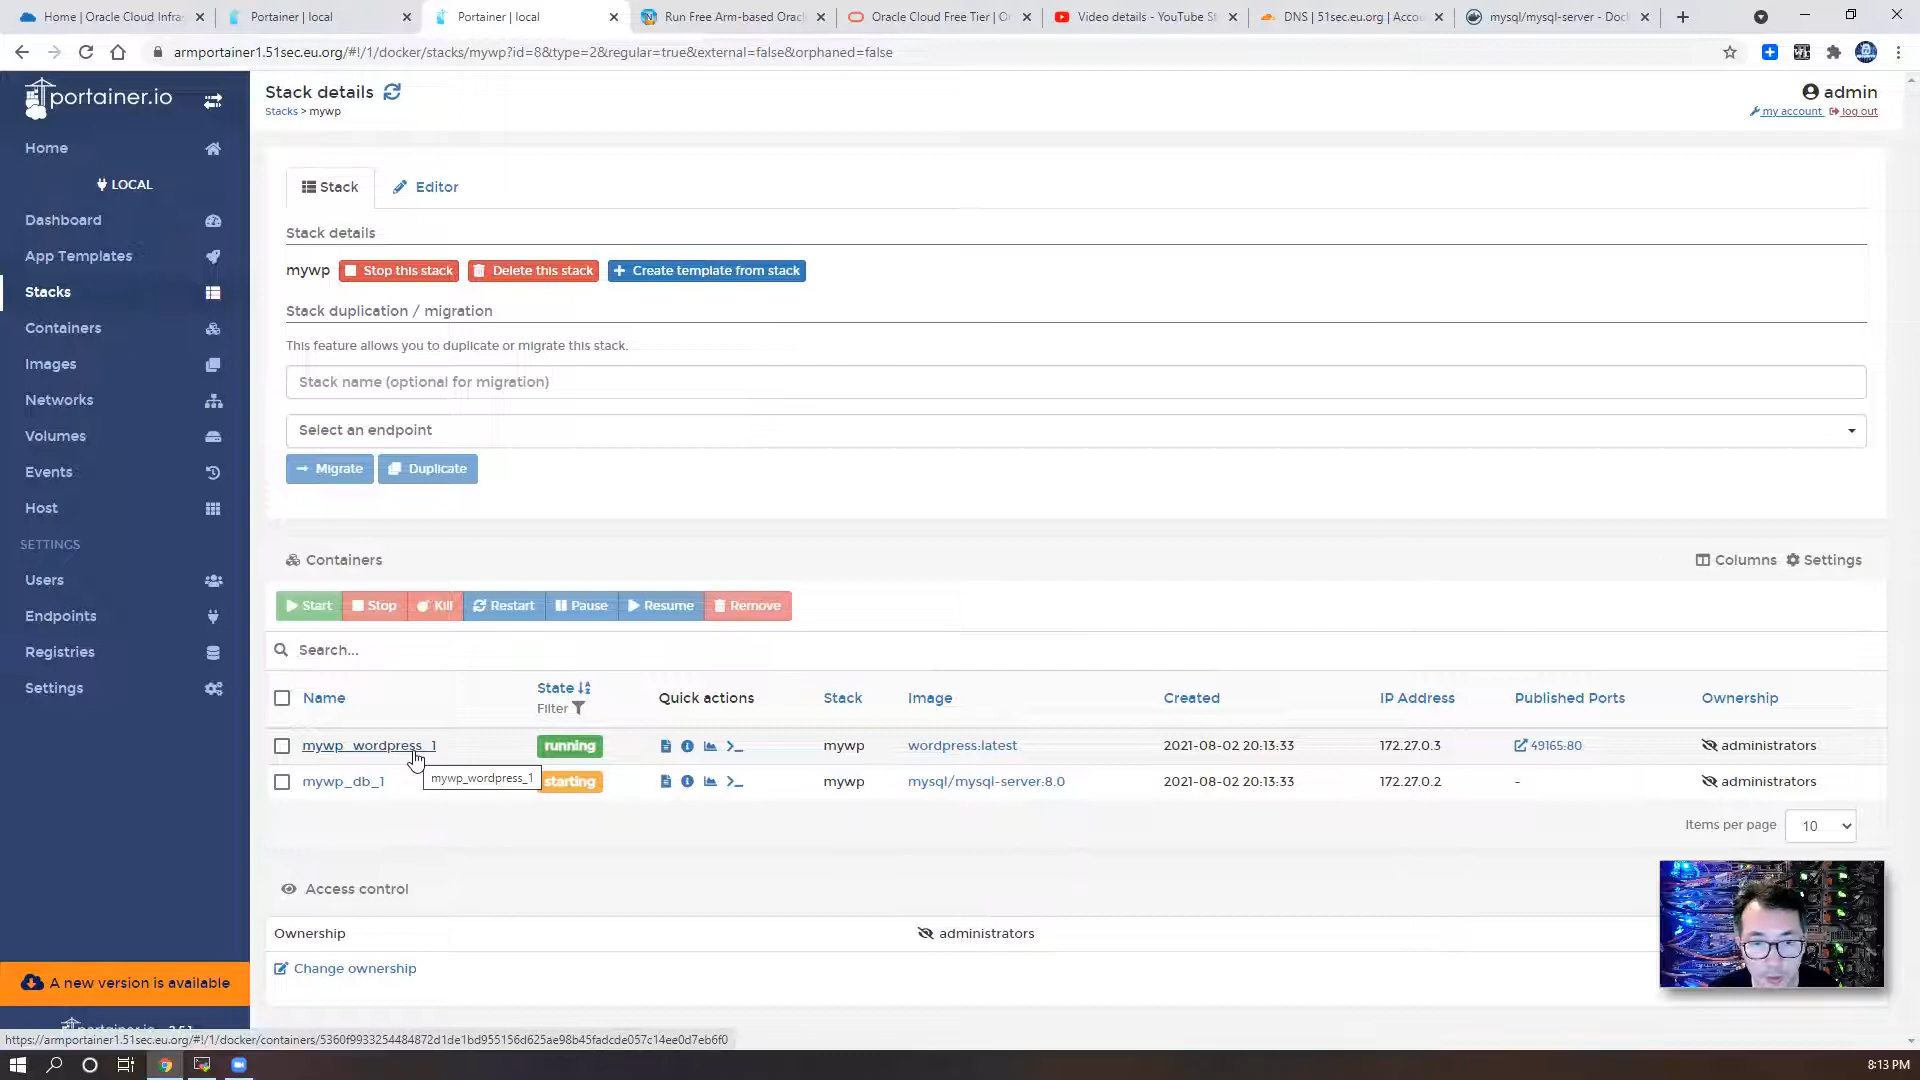 Home | Oracle Cloud Infras
Portainer | local
Portainer | local
Run Free Arm-based Orac
Oracle Cloud Free Tier | O
Video details - YouTube S
DNS | 51sec.eu.org | Accou
mysql/mysql-server - Doc
armportainer1.51sec.eu.org/#!/1/docker/stacks/mywp?id=8&type=2&regular=true&external=false&orphaned=false
portainer.io
Home
LOCAL
Dashboard
App Templates
Stacks
Containers
Images
Networks
Volumes
Events
Host
SETTINGS
Users
Endpoints
Registries
Settings
A new version is available
portainer.io
Stack details
Stacks > mywp
admin
my account log out
Stack Editor
Stack details
mywp Stop this stack Delete this stack Create template from stack
Stack duplication / migration
This feature allows you to duplicate or migrate this stack.
Stack name (optional for migration)
Select an endpoint
Migrate Duplicate
Containers Columns Settings
Start Stop Kill Restart Pause Resume Remove
Search...
Name State Filter Quick actions Stack Image Created IP Address Published Ports Ownership
mywp_wordpress_1 running mywp wordpress:latest 2021-08-02 20:13:33 172.27.0.3 49165:80 administrators
mywp_wordpress_1
mywp_db_1 starting mywp mysql/mysql-server:8.0 2021-08-02 20:13:33 172.27.0.2 - administrators
Items per page 10
Access control
Ownership administrators
Change ownership
https://armportainer1.51sec.eu.org/#!/1/docker/containers/5360f9933254484872d1de1bd955156d625ae98b45fadcde057c14ee0d7eb6f0
8:13 PM